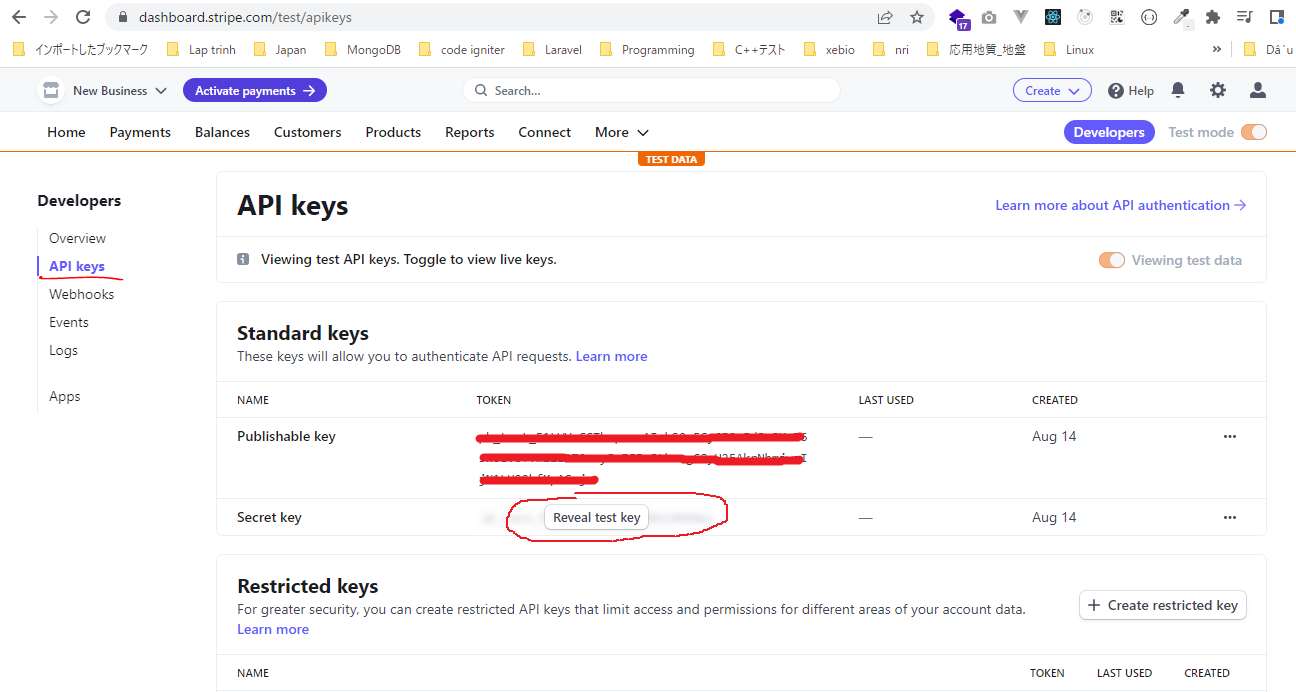 dashboard.stripe.com/test/apikeys
17
インポートしたブックマーク Lap trinh Japan MongoDB code igniter Laravel Programming C++テスト xebio nri 応用地質_地盤 Linux »
New Business Activate payments → Search... Create Help
Home Payments Balances Customers Products Reports Connect More Developers Test mode
TEST DATA
Developers
Overview
API keys
Webhooks
Events
Logs
Apps
API keys
Learn more about API authentication →
Viewing test API keys. Toggle to view live keys.
Viewing test data
Standard keys
These keys will allow you to authenticate API requests. Learn more
NAME TOKEN LAST USED CREATED
Publishable key — Aug 14 •••
Secret key Reveal test key — Aug 14 •••
Restricted keys
For greater security, you can create restricted API keys that limit access and permissions for different areas of your account data.
Learn more
+ Create restricted key
NAME TOKEN LAST USED CREATED